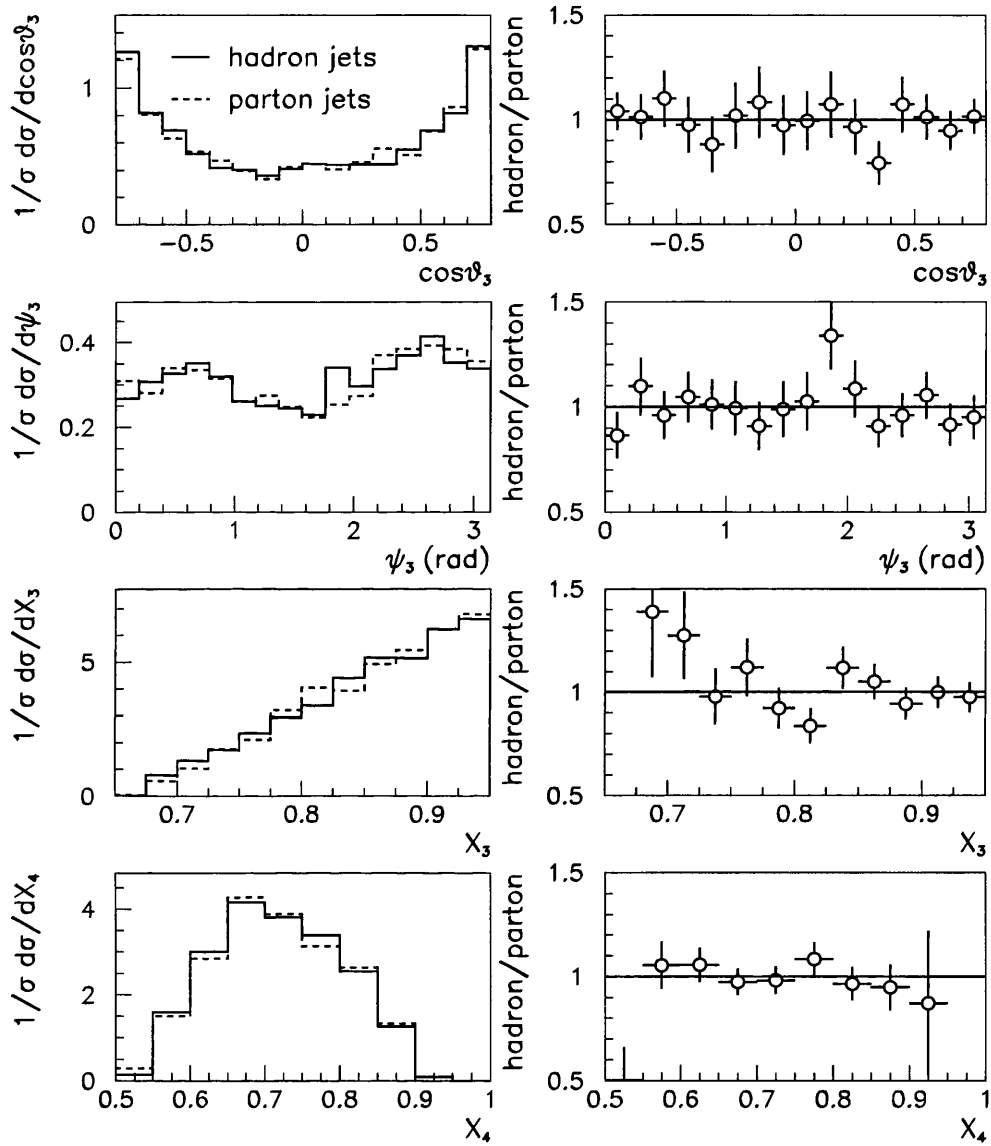 1/σ dσ/dcosϑ₃
1
0
hadron jets
parton jets
−0.5 0 0.5
cosϑ₃
hadron/parton
1.5
1
0.5
−0.5 0 0.5
cosϑ₃
1/σ dσ/dψ₃
0.4
0.2
0
0 1 2 3
ψ₃ (rad)
hadron/parton
1.5
1
0.5
0 1 2 3
ψ₃ (rad)
1/σ dσ/dX₃
5
0
0.7 0.8 0.9
X₃
hadron/parton
1.5
1
0.5
0.7 0.8 0.9
X₃
1/σ dσ/dX₄
4
2
0
0.5 0.6 0.7 0.8 0.9 1
X₄
hadron/parton
1.5
1
0.5
0.5 0.6 0.7 0.8 0.9 1
X₄